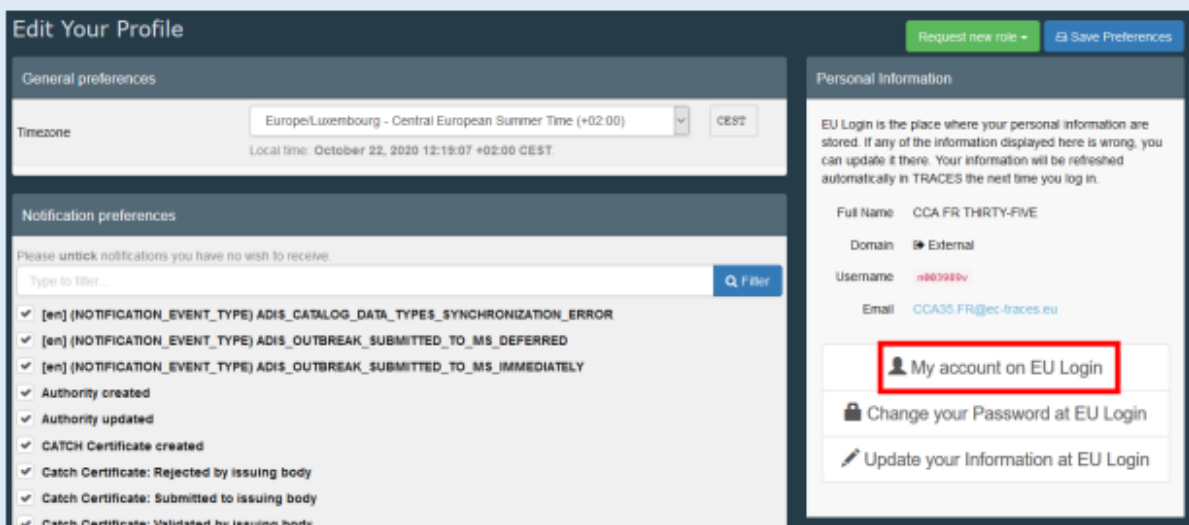 Edit Your Profile
Request new role
Save Preferences
General preferences
Timezone
Europe/Luxembourg - Central European Summer Time (+02:00)
CEST
Local time: October 22, 2020 12:19:07 +02:00 CEST.
Notification preferences
Please untick notifications you have no wish to receive.
Type to filter...
Filter
[en] (NOTIFICATION_EVENT_TYPE) ADIS_CATALOG_DATA_TYPES_SYNCHRONIZATION_ERROR
[en] (NOTIFICATION_EVENT_TYPE) ADIS_OUTBREAK_SUBMITTED_TO_MS_DEFERRED
[en] (NOTIFICATION_EVENT_TYPE) ADIS_OUTBREAK_SUBMITTED_TO_MS_IMMEDIATELY
Authority created
Authority updated
CATCH Certificate created
Catch Certificate: Rejected by issuing body
Catch Certificate: Submitted to issuing body
Catch Certificate: Validated by issuing body
Personal Information
EU Login is the place where your personal information are
stored. If any of the information displayed here is wrong, you
can update it there. Your information will be refreshed
automatically in TRACES the next time you log in.
Full Name CCA FR THIRTY-FIVE
Domain External
Username n003989v
Email CCA35.FR@ec-traces.eu
My account on EU Login
Change your Password at EU Login
Update your Information at EU Login